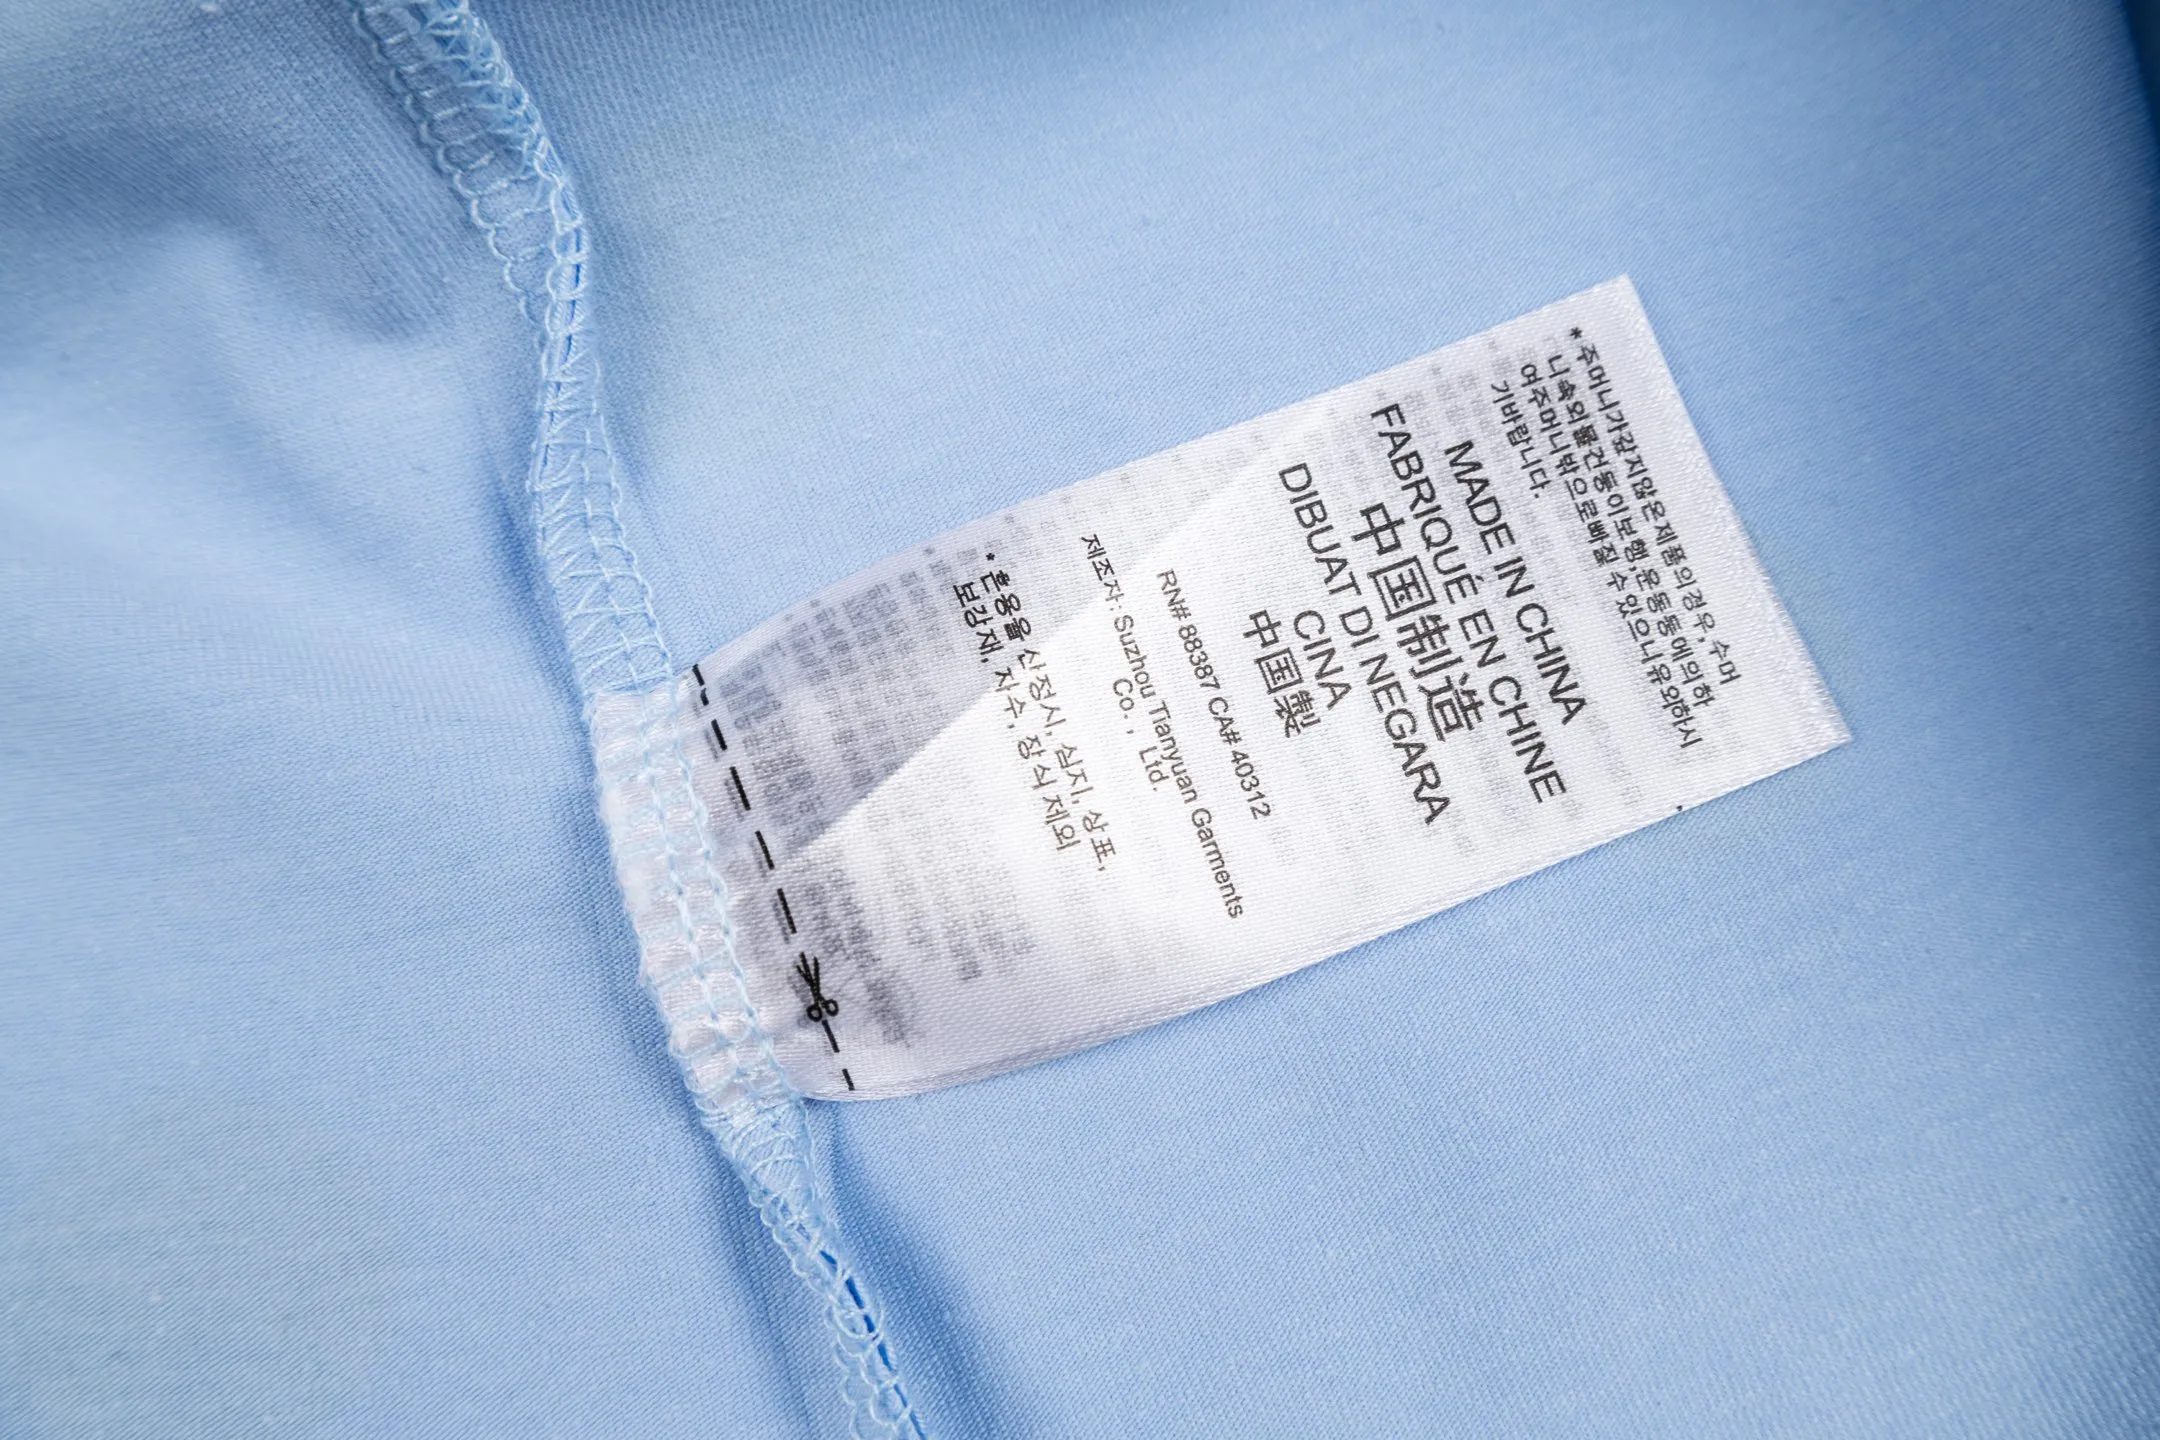 *주머니가깊지않은제품의경우,수머
니속의물건등이보행,운동등에의하
여주머니밖으로빠질 수있으니유의하시
기바랍니다.
MADE IN CHINA
FABRIQUÉ EN CHINE
中国制造
DIBUAT DI NEGARA
CINA
中国製
RN# 88387 CA# 40312
제조자: Suzhou Tianyuan Garments
Co., Ltd.
*혼용율 산정시, 심지, 상표,
보강재, 자수, 장식 제외